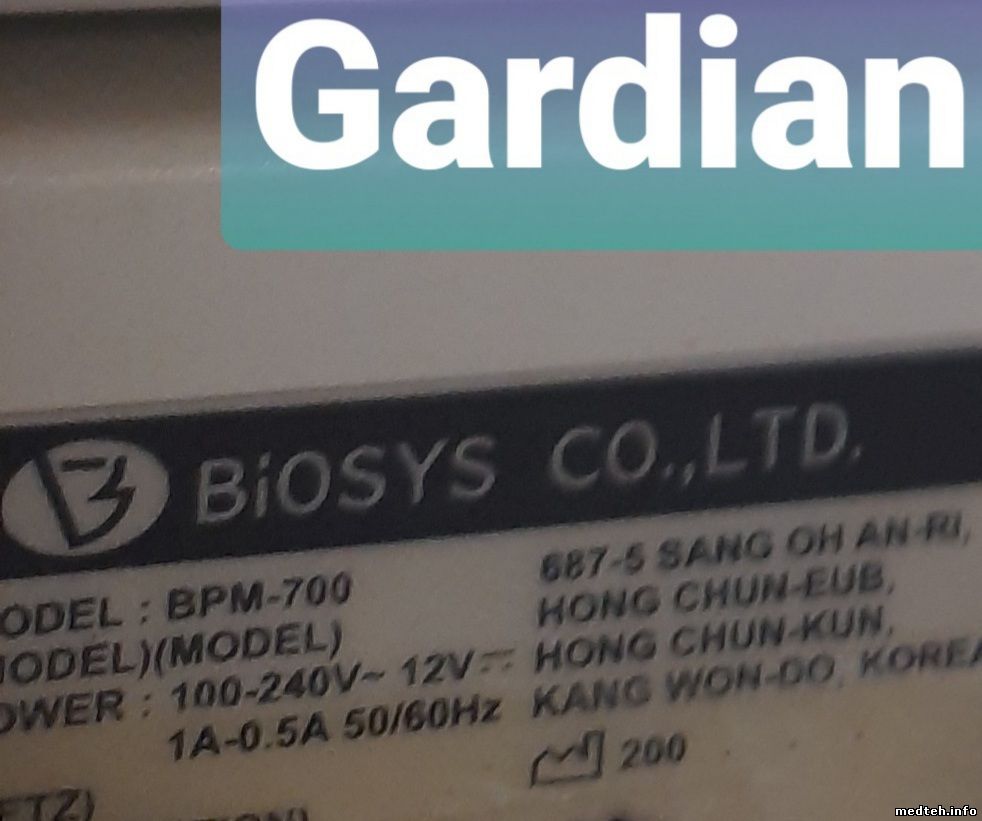 Gardian
BiOSYS CO.,LTD.
ODEL : BPM-700
ODEL)(MODEL)
OWER : 100-240V~ 12V⎓
1A-0.5A 50/60Hz
687-5 SANG OH AN-RI,
HONG CHUN-EUB,
HONG CHUN-KUN,
KANG WON-DO, KOREA
200
ETZ)
medteh.info